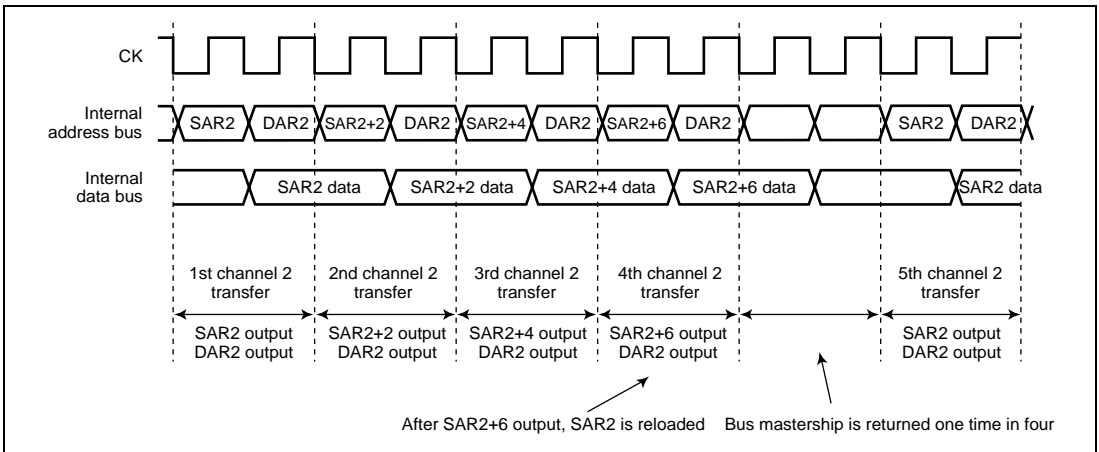 CK
Internal
address bus
SAR2 DAR2 SAR2+2 DAR2 SAR2+4 DAR2 SAR2+6 DAR2 SAR2 DAR2
Internal
data bus
SAR2 data SAR2+2 data SAR2+4 data SAR2+6 data SAR2 data
1st channel 2
transfer
2nd channel 2
transfer
3rd channel 2
transfer
4th channel 2
transfer
5th channel 2
transfer
SAR2 output
DAR2 output
SAR2+2 output
DAR2 output
SAR2+4 output
DAR2 output
SAR2+6 output
DAR2 output
SAR2 output
DAR2 output
After SAR2+6 output, SAR2 is reloaded
Bus mastership is returned one time in four